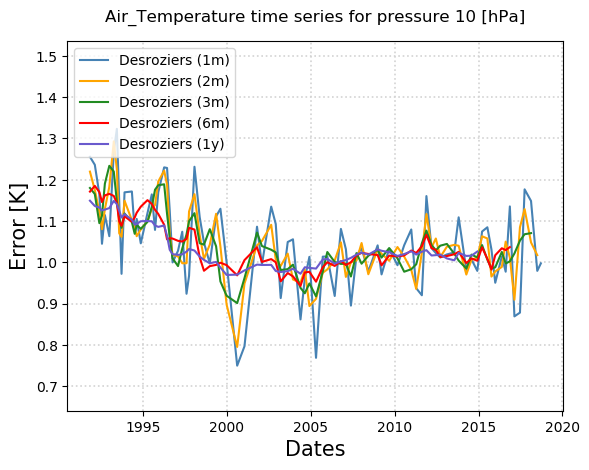 Air_Temperature time series for pressure 10 [hPa]
Error [K]
1.5
1.4
1.3
1.2
1.1
1.0
0.9
0.8
0.7
Desroziers (1m)
Desroziers (2m)
Desroziers (3m)
Desroziers (6m)
Desroziers (1y)
1995
2000
2005
2010
2015
2020
Dates